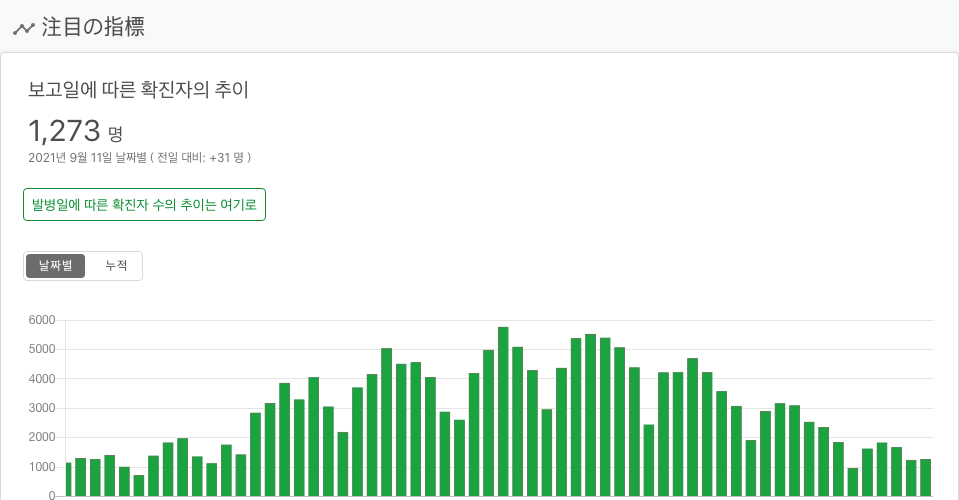 注目の指標
보고일에 따른 확진자의 추이
1,273 명
2021년 9월 11일 날짜별 ( 전일 대비: +31 명 )
발병일에 따른 확진자 수의 추이는 여기로
날짜별 누적
6000
5000
4000
3000
2000
1000
0